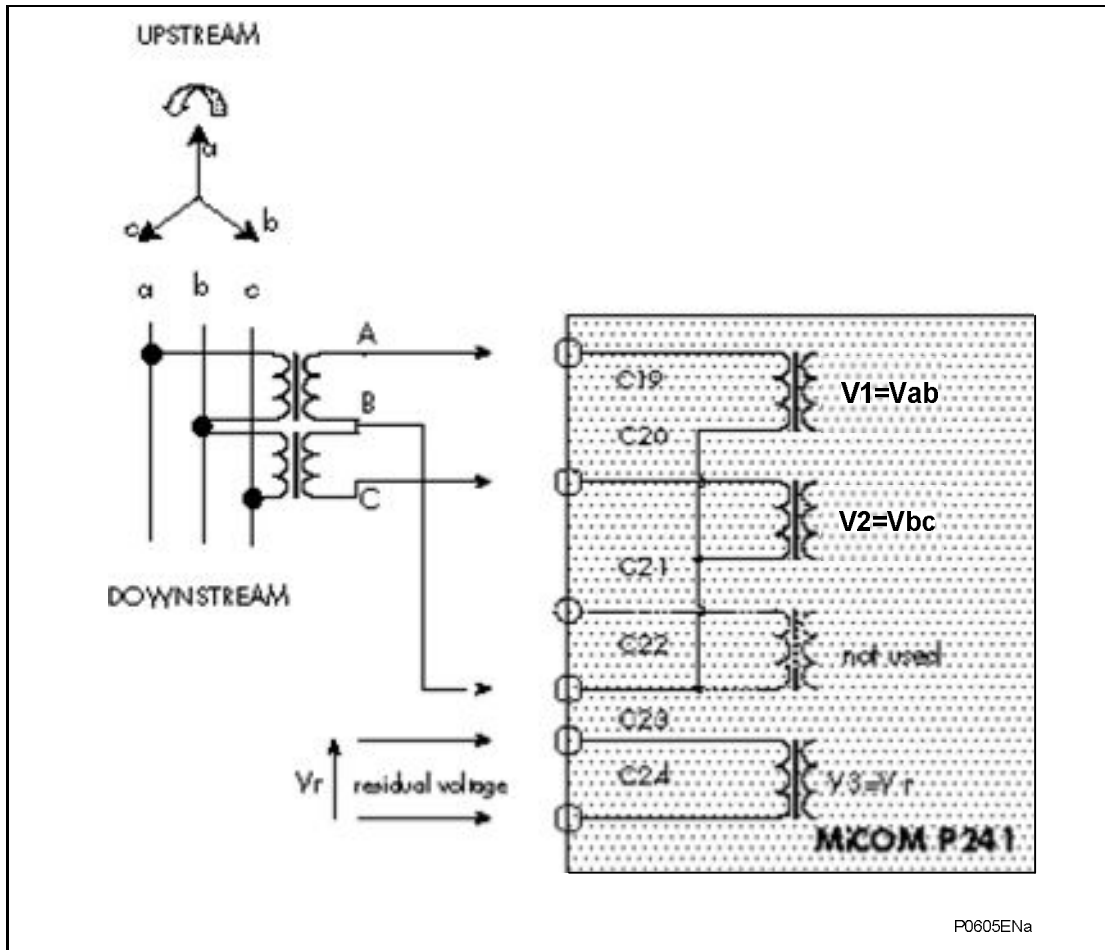 UPSTREAM
a
c b
a b c
A
B
C
DOWNSTREAM
Vr residual voltage
C19
C20
C21
C22
C23
C24
V1=Vab
V2=Vbc
not used
V3=Vr
MiCOM P241
P0605ENa